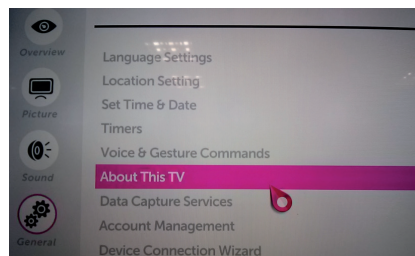 Overview
Picture
Sound
General
Language Settings
Location Setting
Set Time & Date
Timers
Voice & Gesture Commands
About This TV
Data Capture Services
Account Management
Device Connection Wizard